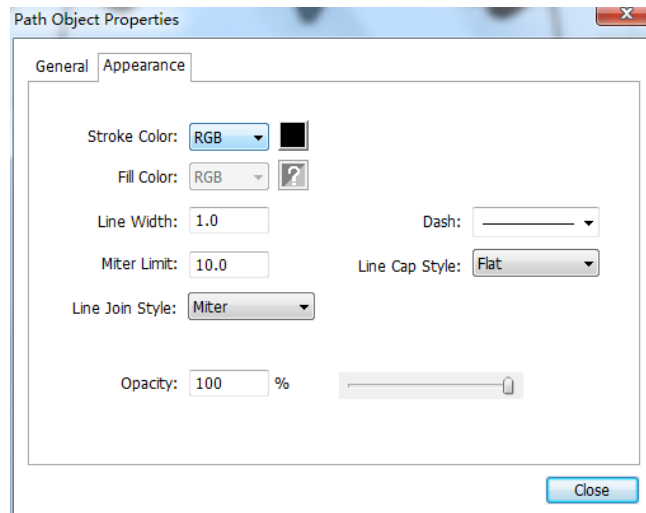 Path Object Properties
General Appearance
Stroke Color: RGB
Fill Color: RGB ?
Line Width: 1.0 Dash:
Miter Limit: 10.0 Line Cap Style: Flat
Line Join Style: Miter
Opacity: 100 %
Close